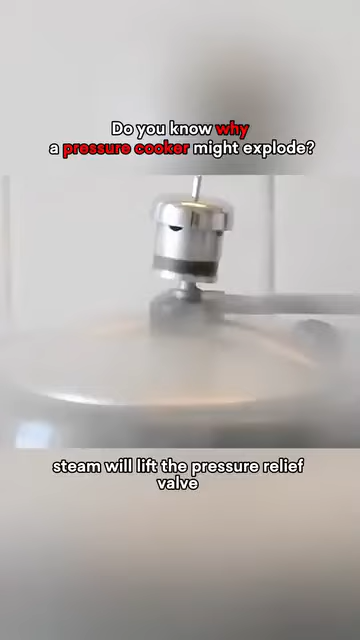 Do you know why
a pressure cooker might explode?
steam will lift the pressure relief
valve